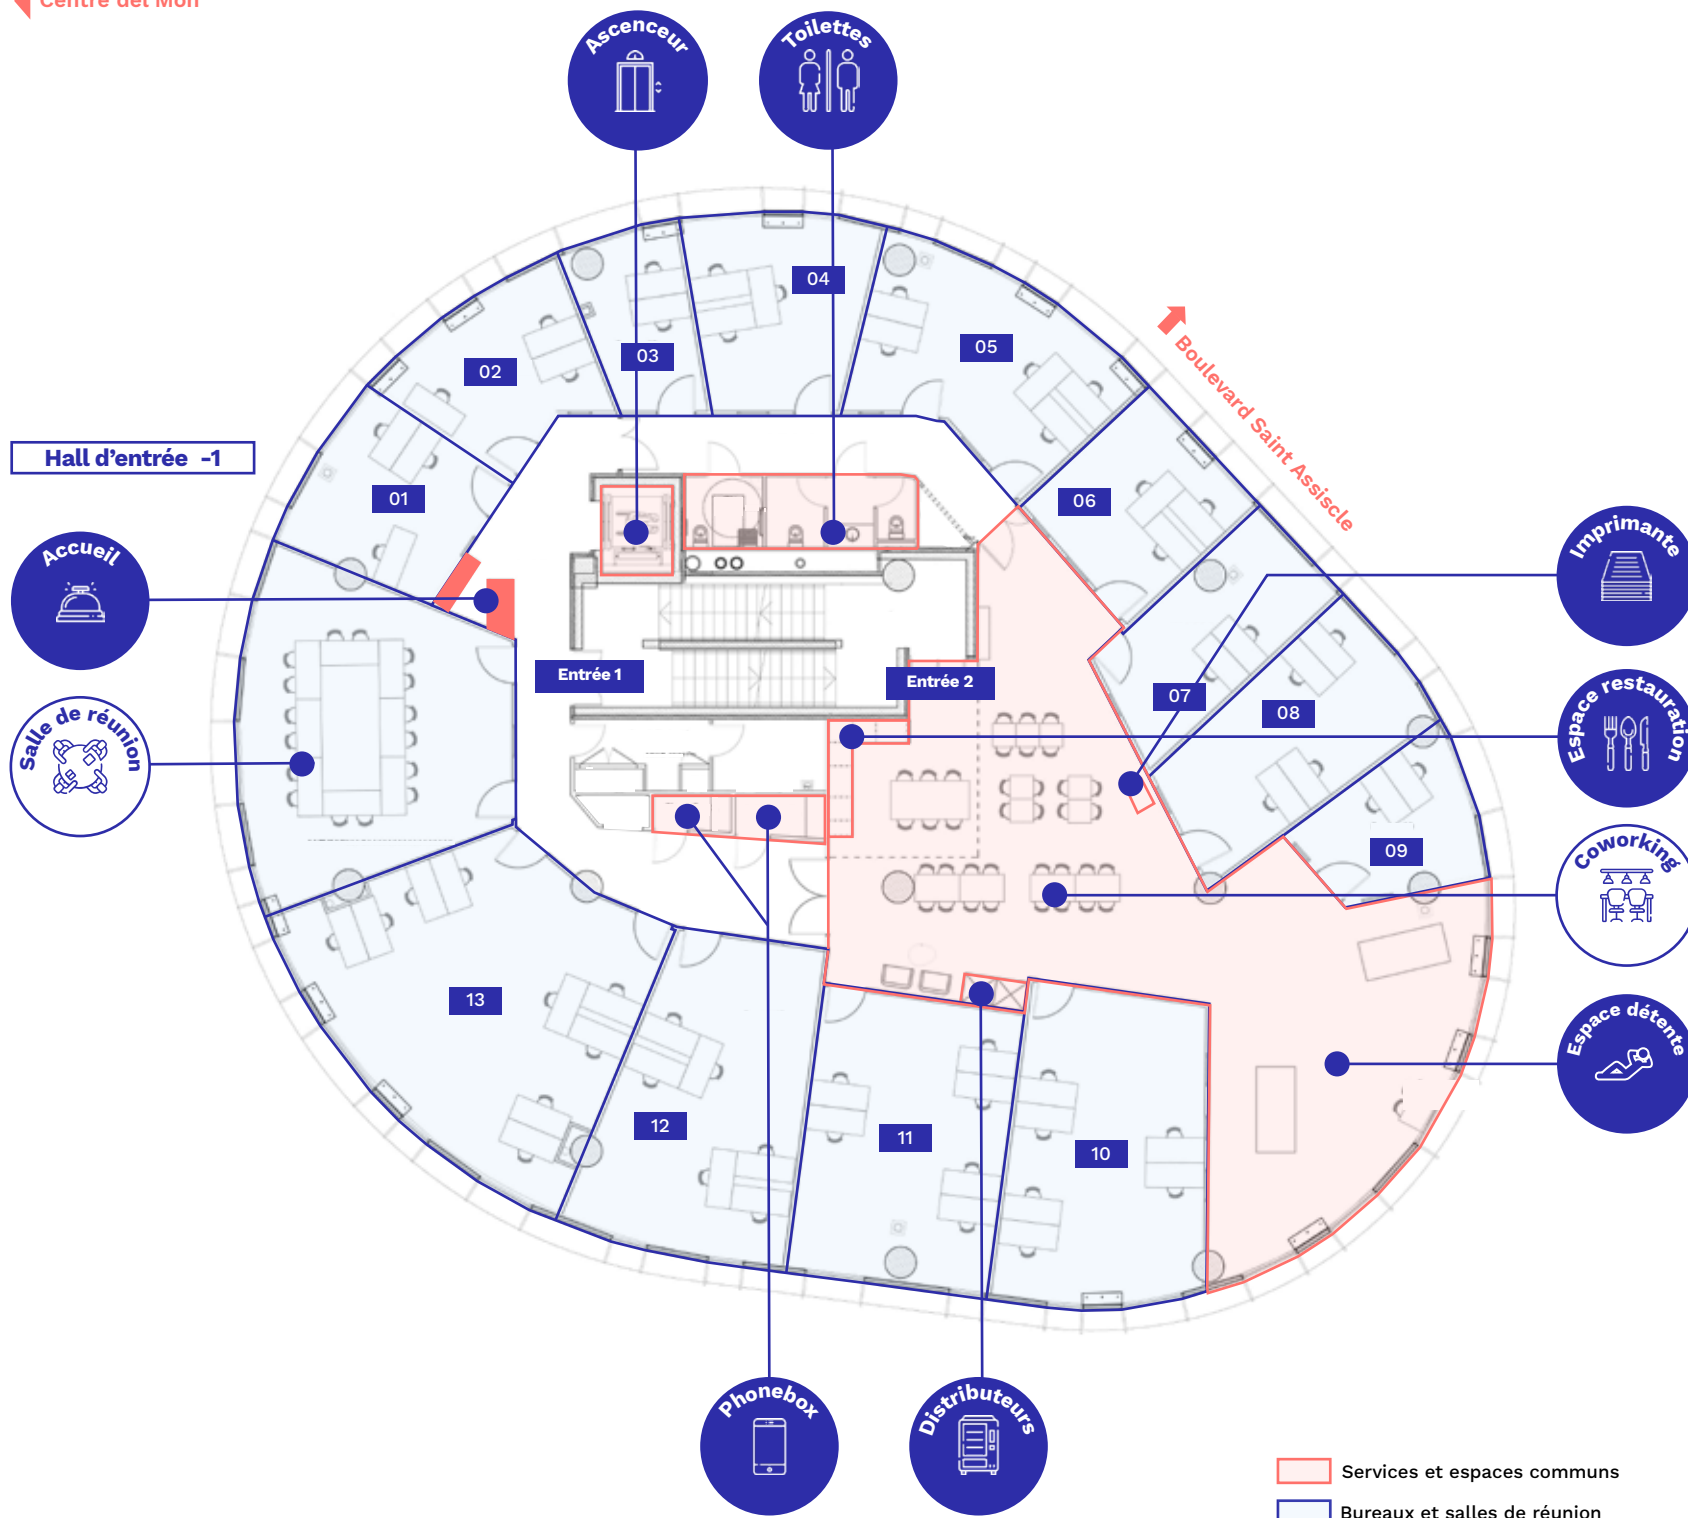 Centre del Món
Ascenceur
Toilettes
04
05
03
02
Boulevard Saint Assiscle
Hall d’entrée -1
01
06
Imprimante
Accueil
Entrée 1
Entrée 2
07
08
Espace restauration
Salle de réunion
09
Coworking
13
Espace détente
12
11
10
Phonebox
Distributeurs
Services et espaces communs
Bureaux et salles de réunion